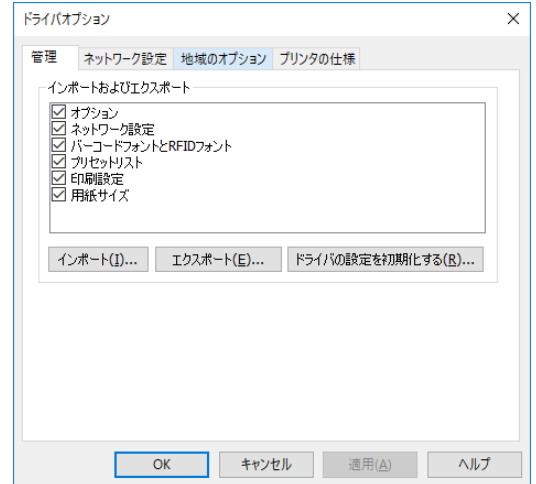 ドライバオプション
管理 ネットワーク設定 地域のオプション プリンタの仕様
インポートおよびエクスポート
オプション
ネットワーク設定
バーコードフォントとRFIDフォント
プリセットリスト
印刷設定
用紙サイズ
インポート(I)... エクスポート(E)... ドライバの設定を初期化する(R)...
OK キャンセル 適用(A) ヘルプ